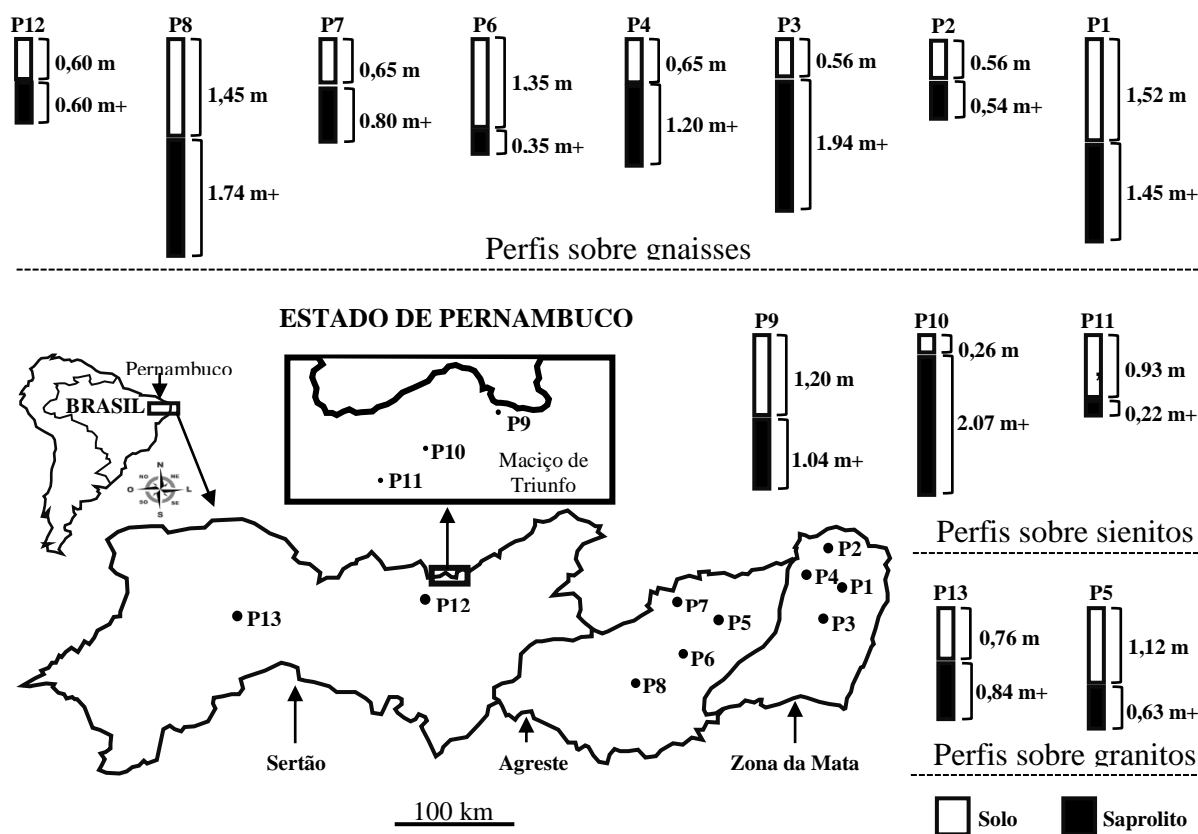 P12
P8
P7
P6
P4
P3
P2
P1
0,60 m
0.60 m+
1,45 m
1.74 m+
0,65 m
0.80 m+
1.35 m
0.35 m+
0,65 m
1.20 m+
0.56 m
1.94 m+
0.56 m
0,54 m+
1,52 m
1.45 m+
Perfis sobre gnaisses
ESTADO DE PERNAMBUCO
Pernambuco
BRASIL
N
NE
L
SE
S
SO
O
NO
P9
P10
P11
Maciço de
Triunfo
P9
1,20 m
1.04 m+
P10
0,26 m
2.07 m+
P11
,
0.93 m
0,22 m+
Perfis sobre sienitos
P13
P12
P7
P5
P6
P8
P2
P4
P1
P3
Sertão
Agreste
Zona da Mata
100 km
P13
0,76 m
0,84 m+
P5
1,12 m
0,63 m+
Perfis sobre granitos
Solo
Saprolito